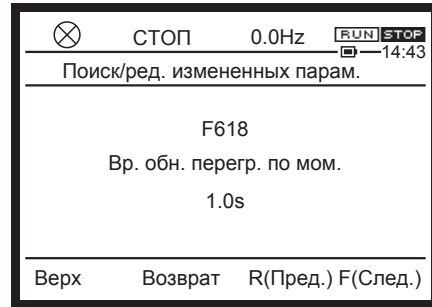 СТОП 0.0Hz RUN STOP
14:43
Поиск/ред. измененных парам.
F618
Вр. обн. перегр. по мом.
1.0s
Верх Возврат R(Пред.) F(След.)